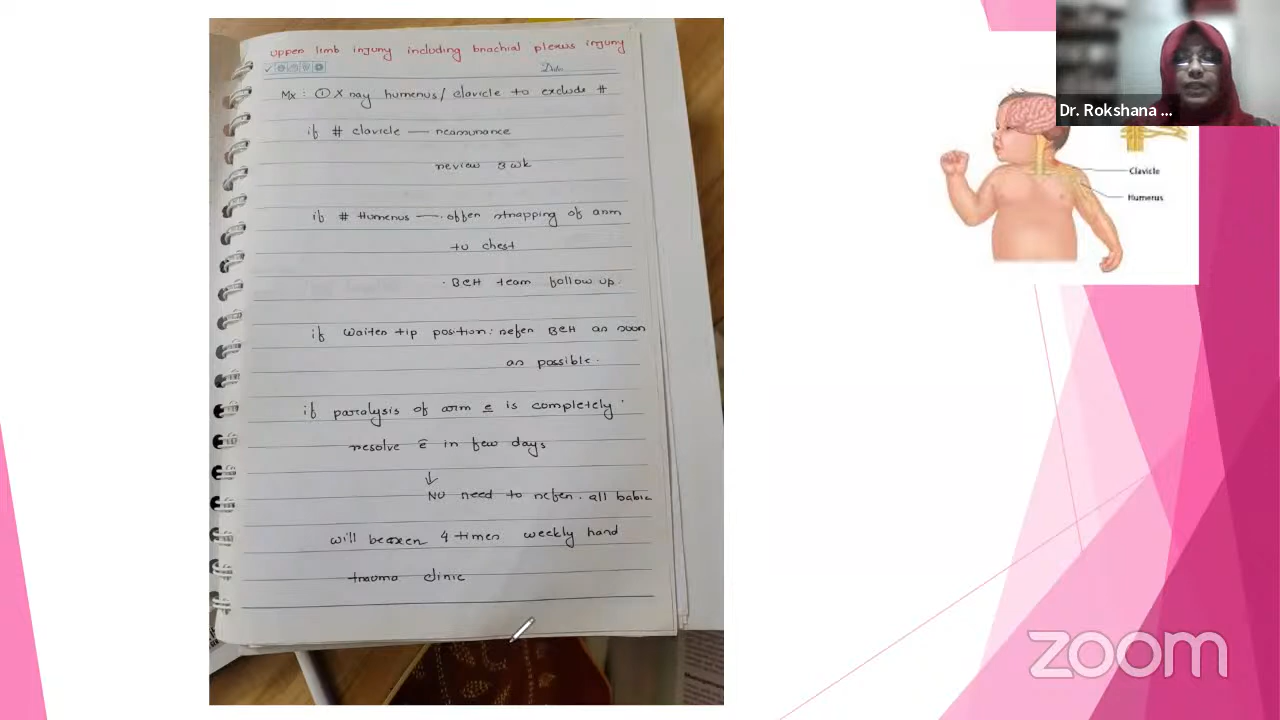 Upper limb injury including brachial plexus injury
Date
Mx: ① X ray humerus / clavicle to exclude #
if # clavicle — reassurance
review 3 wk
if # Humerus — . often strapping of arm
to chest
. BCH team follow up.
if waiter tip position : refer BCH as soon
as possible.
if paralysis of arm c is completely
resolve c̄ in few days
↓
No need to refer. all babie
will be seen 4 times weekly hand
trauma clinic
Dr. Rokshana ...
Clavicle
Humerus
zoom